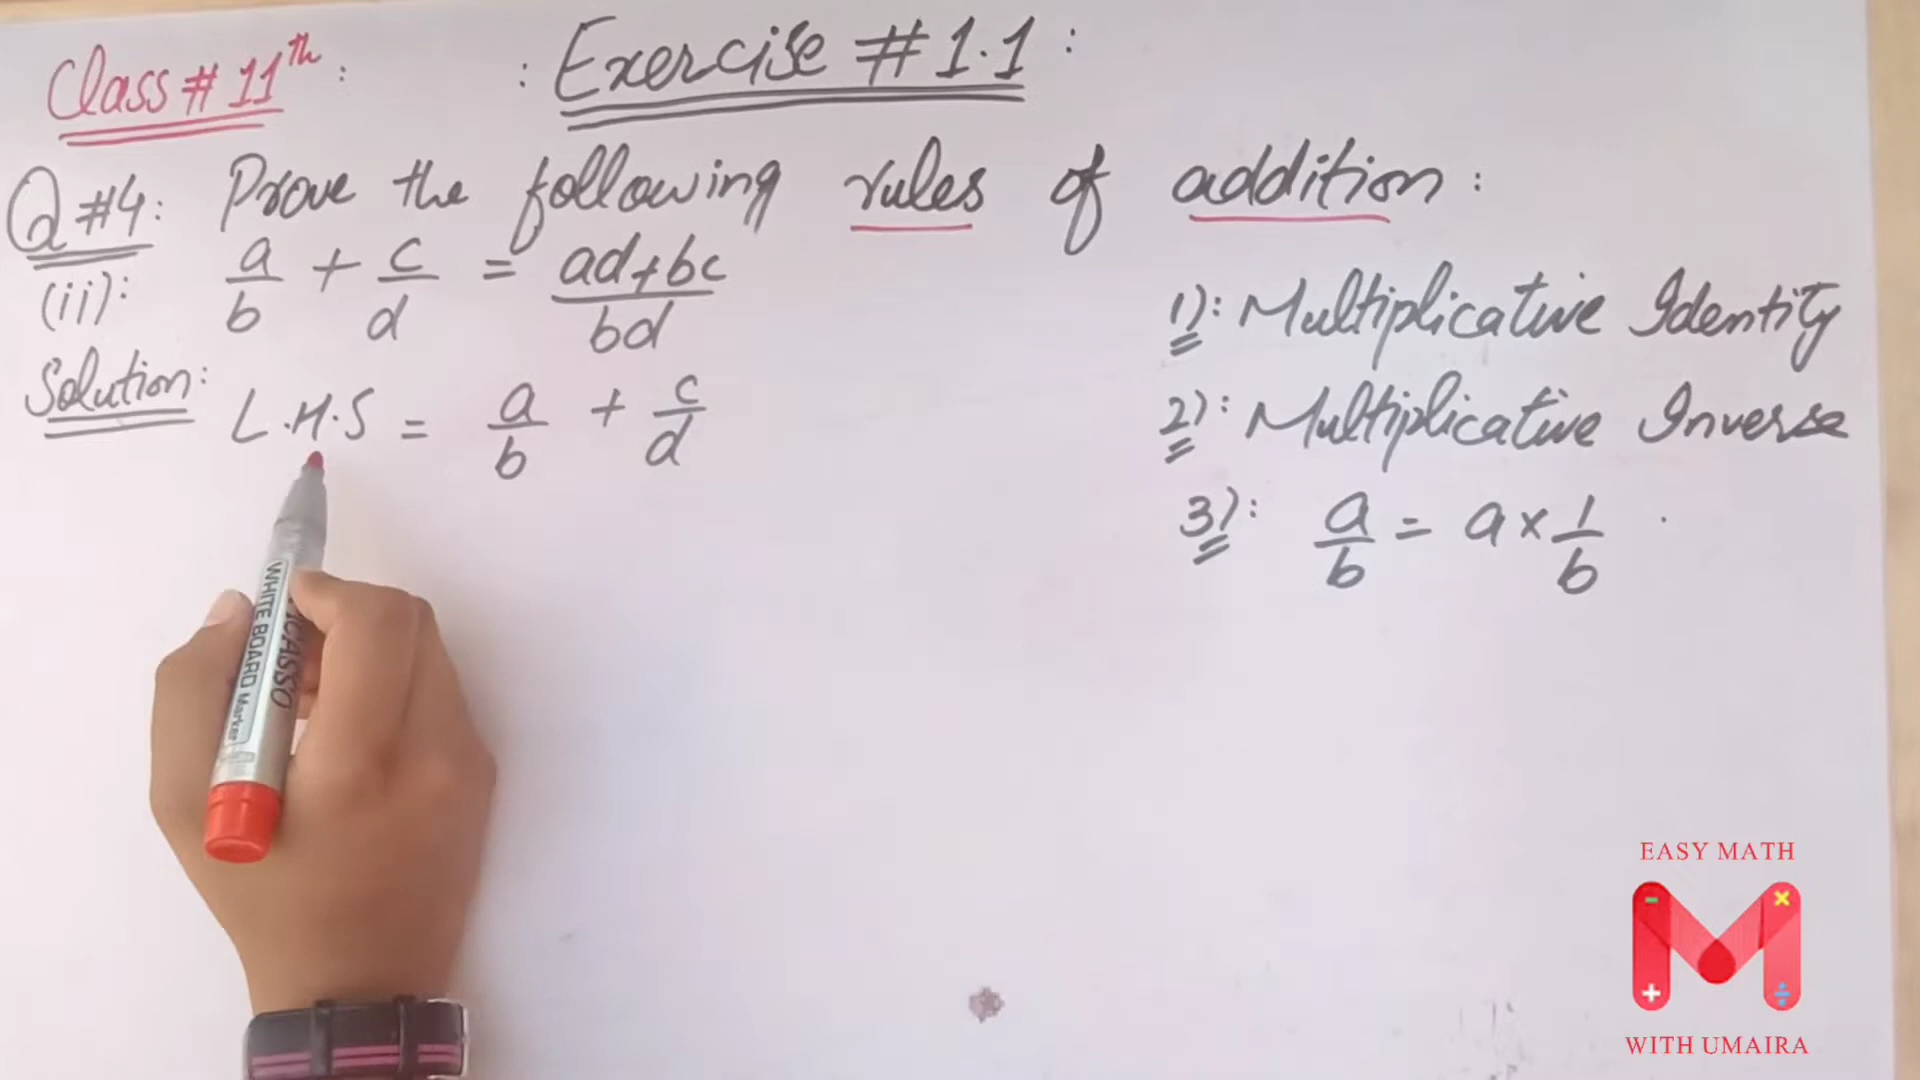 Class # 11th :
: Exercise # 1.1 :
Q #4: Prove the following rules of addition :
(ii): a/b + c/d = ad+bc/bd
Solution: L.H.S = a/b + c/d
1): Multiplicative Identity
2): Multiplicative Inverse
3): a/b = a × 1/b
PICASSO
WHITE BOARD Marker
EASY MATH
WITH UMAIRA